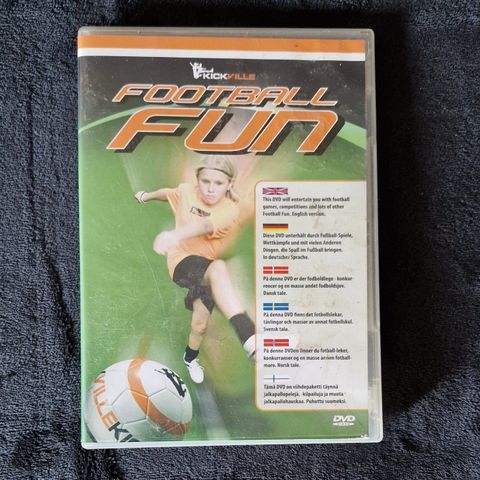 KICKVILLE
FOOTBALL
FUN
This DVD will entertain you with football
games, competitions and lots of other
Football Fun. English version.
Diese DVD unterhält durch Fußball-Spiele,
Wettkämpfe und mit vielen Anderen
Dingen, die Spaß im Fußball bringen.
In deutscher Sprache.
På denne DVD er der fodboldlege - konkur-
rencer og en masse andet fodboldsjov.
Dansk tale.
På denna DVD finns det fotbollslekar,
tävlingar och massor av annat fotbollskul.
Svensk tala.
På denne DVDen finner du fotball-leker,
konkurranser og en masse annen fotball-
moro. Norsk tale.
Tämä DVD on viihdepaketti täynnä
jalkapallopelejä, -kilpailuja ja muuta
jalkapallohauskaa. Puhuttu suomeksi.
VILLE KI
DVD